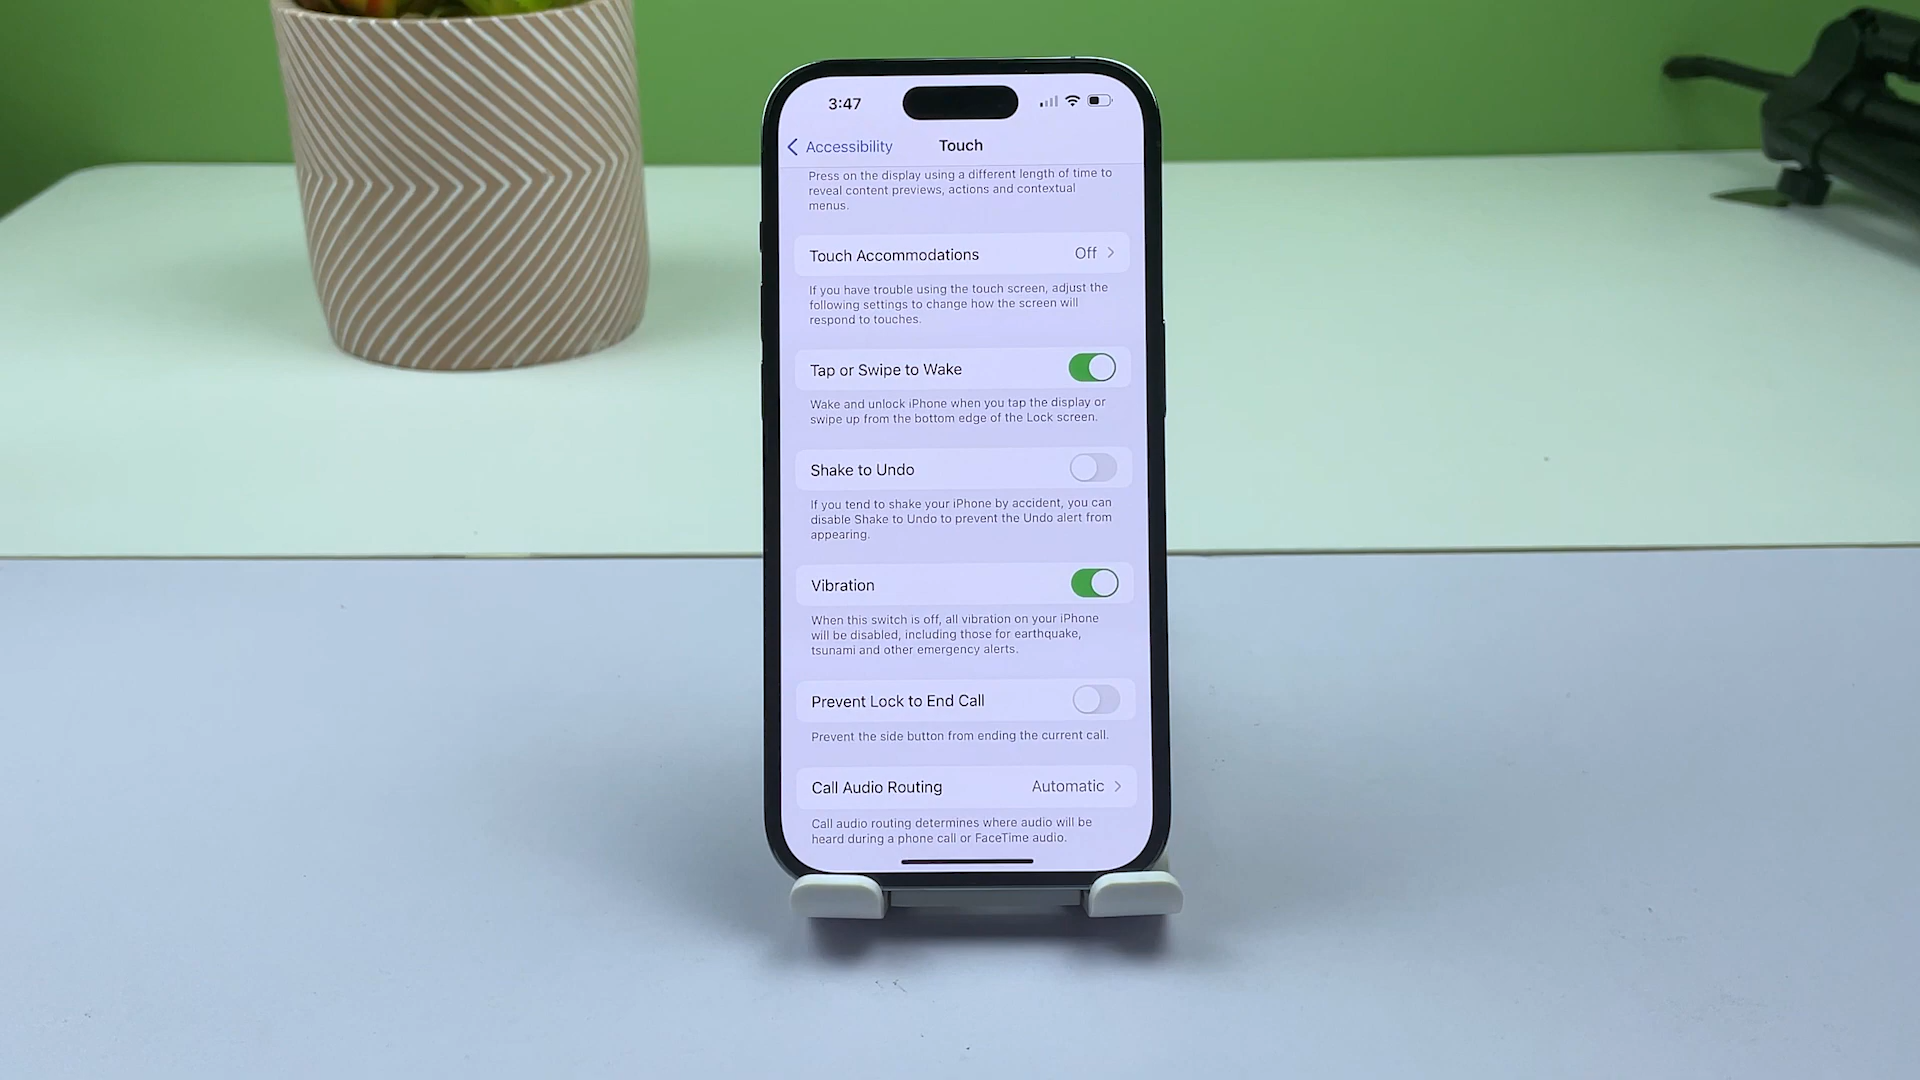 3:47
Accessibility
Touch
Press on the display using a different length of time to
reveal content previews, actions and contextual
menus.
Touch Accommodations
Off
If you have trouble using the touch screen, adjust the
following settings to change how the screen will
respond to touches.
Tap or Swipe to Wake
Wake and unlock iPhone when you tap the display or
swipe up from the bottom edge of the Lock screen.
Shake to Undo
If you tend to shake your iPhone by accident, you can
disable Shake to Undo to prevent the Undo alert from
appearing.
Vibration
When this switch is off, all vibration on your iPhone
will be disabled, including those for earthquake,
tsunami and other emergency alerts.
Prevent Lock to End Call
Prevent the side button from ending the current call.
Call Audio Routing
Automatic
Call audio routing determines where audio will be
heard during a phone call or FaceTime audio.